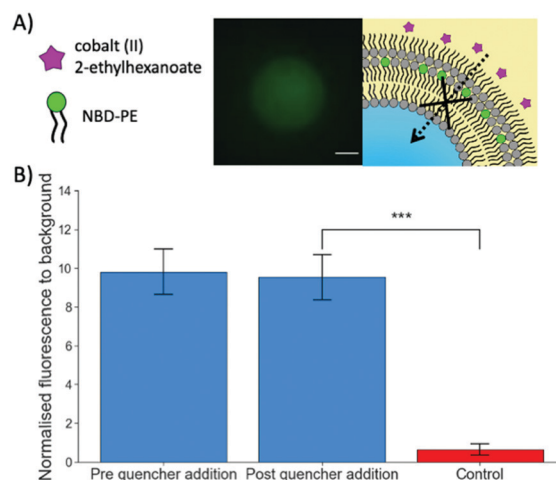 A)
cobalt (II)
2-ethylhexanoate
NBD-PE
B)
Normalised fluorescence to background
14
12
10
8
6
4
2
0
***
Pre quencher addition
Post quencher addition
Control